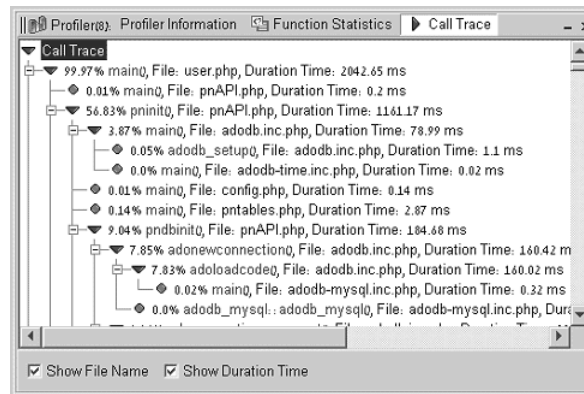 Profiler(8): Profiler Information Function Statistics Call Trace
Call Trace
99.97% main(), File: user.php, Duration Time: 2042.65 ms
0.01% main(), File: pnAPI.php, Duration Time: 0.2 ms
56.83% pninit(), File: pnAPI.php, Duration Time: 1161.17 ms
3.87% main(), File: adodb.inc.php, Duration Time: 78.99 ms
0.05% adodb_setup(), File: adodb.inc.php, Duration Time: 1.1 ms
0.0% main(), File: adodb-time.inc.php, Duration Time: 0.02 ms
0.01% main(), File: config.php, Duration Time: 0.14 ms
0.14% main(), File: pntables.php, Duration Time: 2.87 ms
9.04% pndbinit(), File: pnAPI.php, Duration Time: 184.68 ms
7.85% adonewconnection(), File: adodb.inc.php, Duration Time: 160.42 m
7.83% adoloadcode(), File: adodb.inc.php, Duration Time: 160.02 ms
0.02% main(), File: adodb-mysql.inc.php, Duration Time: 0.32 ms
0.0% adodb_mysql::adodb_mysql(), File: adodb-mysql.inc.php, Dura
Show File Name Show Duration Time